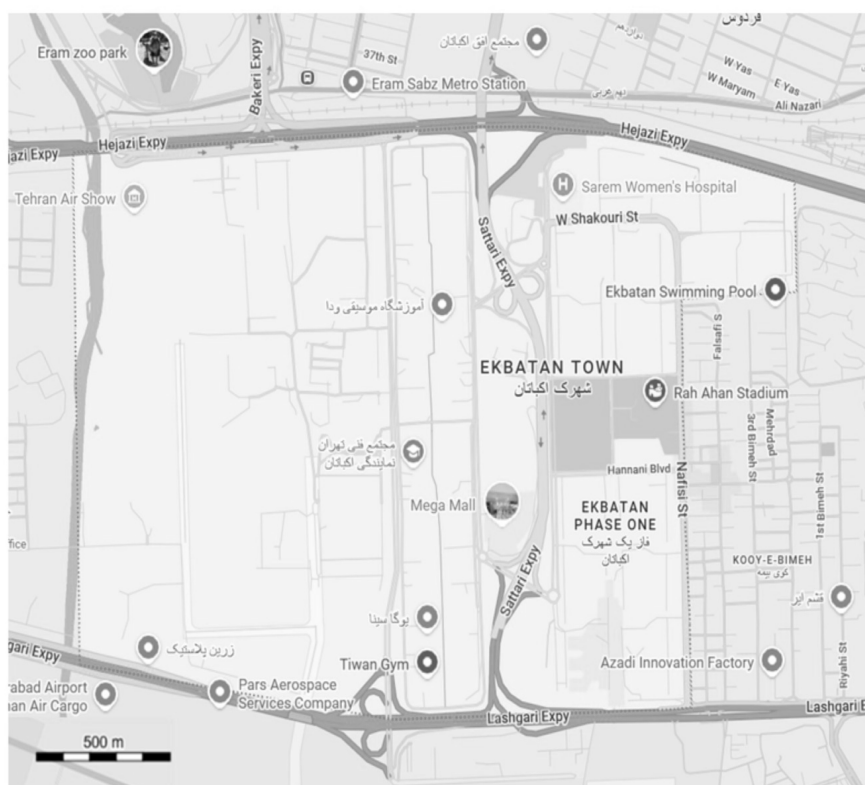 فردوس
دوازدهم
Eram zoo park
Bakeri Expy
37th St
مجتمع افق اکباتان
Eram Sabz Metro Station
W Yas
E Yas
W Maryam
Ali Nazari
Hejazi Expy
jazi Expy
Hejazi Expy
Tehran Air Show
Sarem Women's Hospital
W Shakouri St
Sattari Expy
Ekbatan Swimming Pool
آموزشگاه موسیقی ودا
Falsafi S
EKBATAN TOWN
شهرک اکباتان
Rah Ahan Stadium
Mehrdad
3rd Bimeh St
مجتمع فنی تهران
نمایندگی اکباتان
Hannani Blvd
Nafisi St
1st Bimeh St
Mega Mall
EKBATAN
PHASE ONE
فاز یک شهرک
اکباتان
office
KOOY-E-BIMEH
کوی بیمه
Sattari Expy
قشم ایر
یوگا سینا
زرین پلاستیک
gari Expy
Tiwan Gym
Azadi Innovation Factory
Riyahi St
rabad Airport
an Air Cargo
Pars Aerospace
Services Company
Lashgari Expy
Lashgari E
500 m